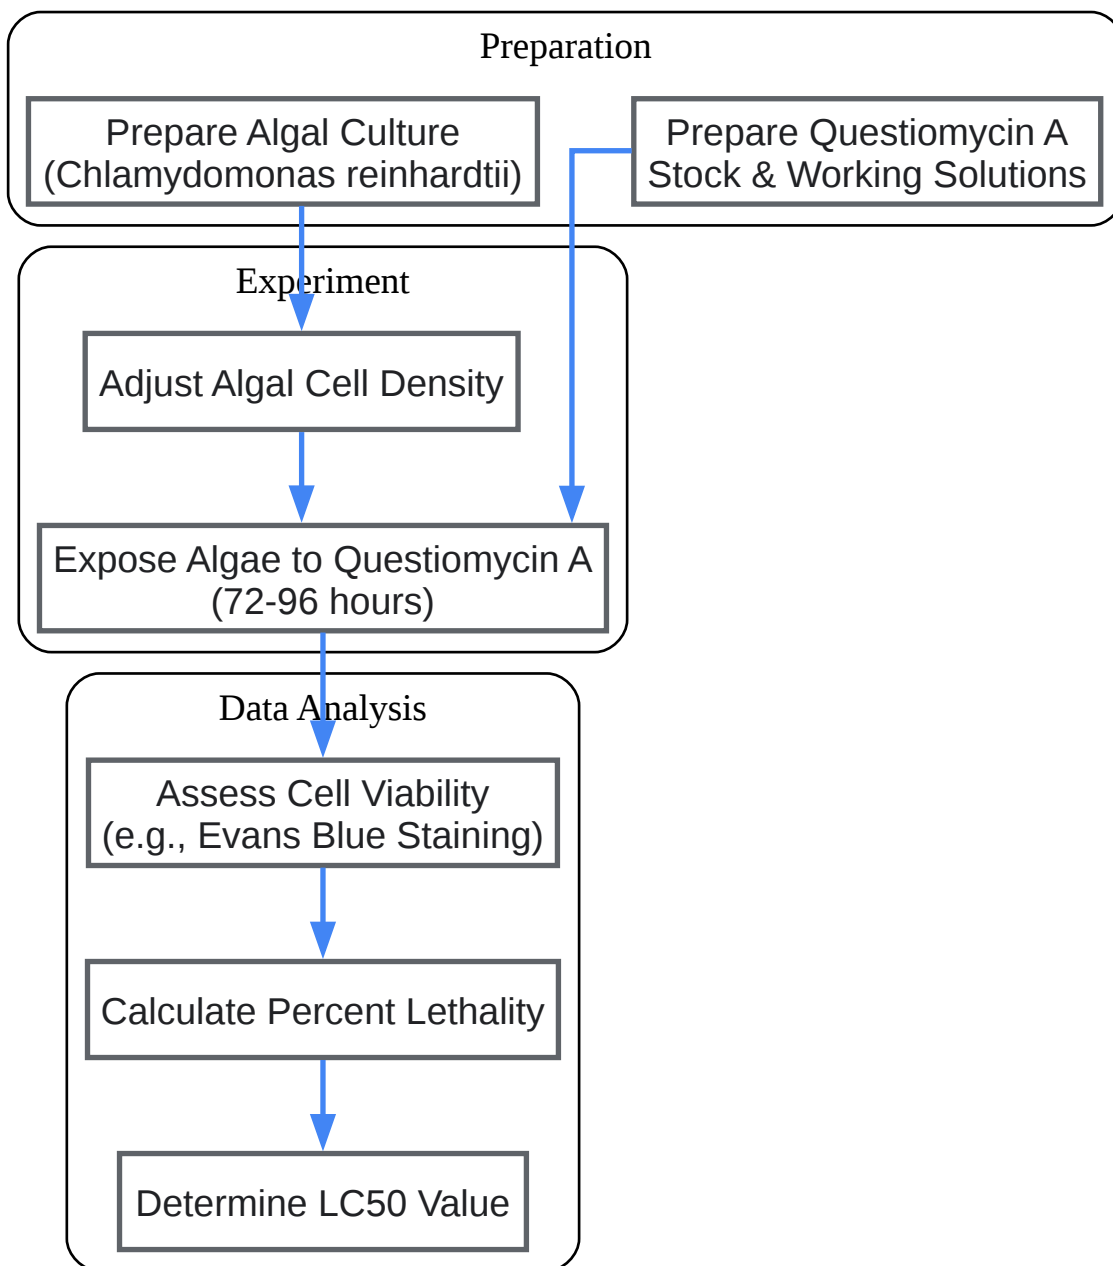 Preparation
Prepare Algal Culture
(Chlamydomonas reinhardtii)
Prepare Questiomycin A
Stock & Working Solutions
Experiment
Adjust Algal Cell Density
Expose Algae to Questiomycin A
(72-96 hours)
Data Analysis
Assess Cell Viability
(e.g., Evans Blue Staining)
Calculate Percent Lethality
Determine LC50 Value